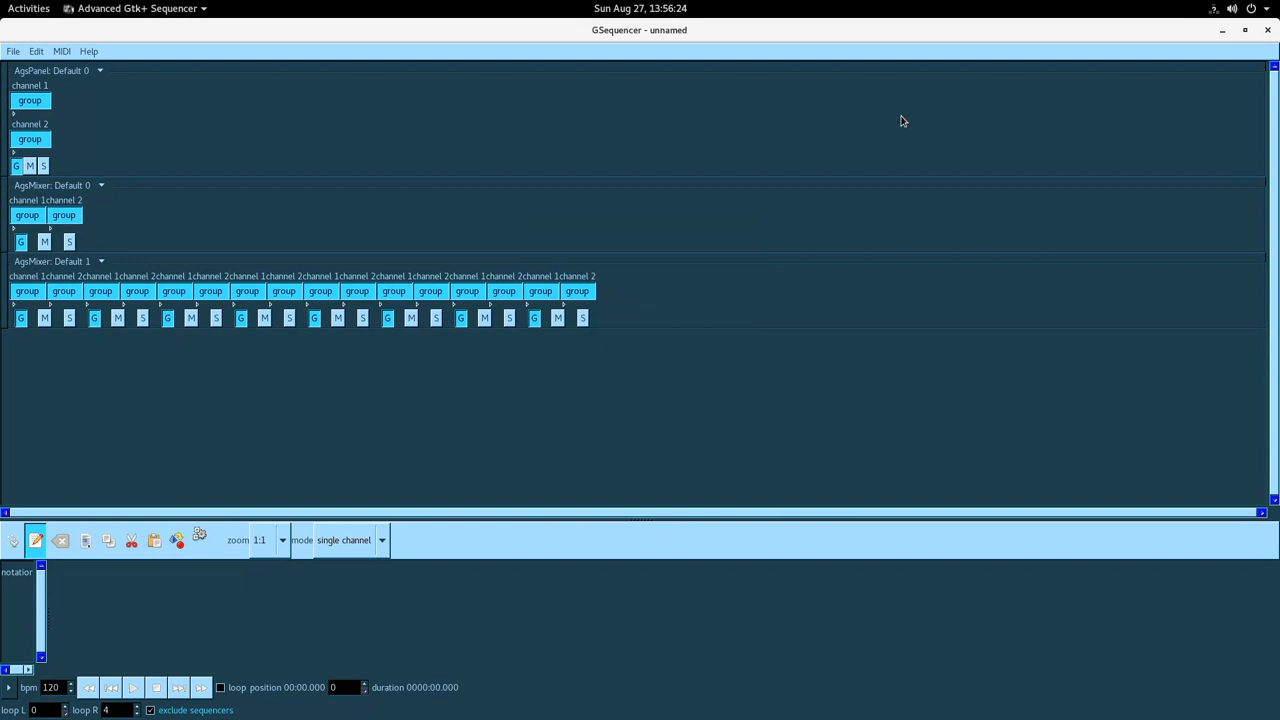 Activities Advanced Gtk+ Sequencer Sun Aug 27, 13:56:24
GSequencer - unnamed
File Edit MIDI Help
AgsPanel: Default 0
channel 1
group
channel 2
group
G M S
AgsMixer: Default 0
channel 1channel 2
group group
G M S
AgsMixer: Default 1
channel 1channel 2channel 1channel 2channel 1channel 2channel 1channel 2channel 1channel 2channel 1channel 2channel 1channel 2channel 1channel 2
group group group group group group group group group group group group group group group group
G M S G M S G M S G M S G M S G M S G M S G M S
zoom 1:1 mode single channel
notation
bpm 120 loop position 00:00.000 0 duration 0000:00.000
loop L 0 loop R 4 exclude sequencers